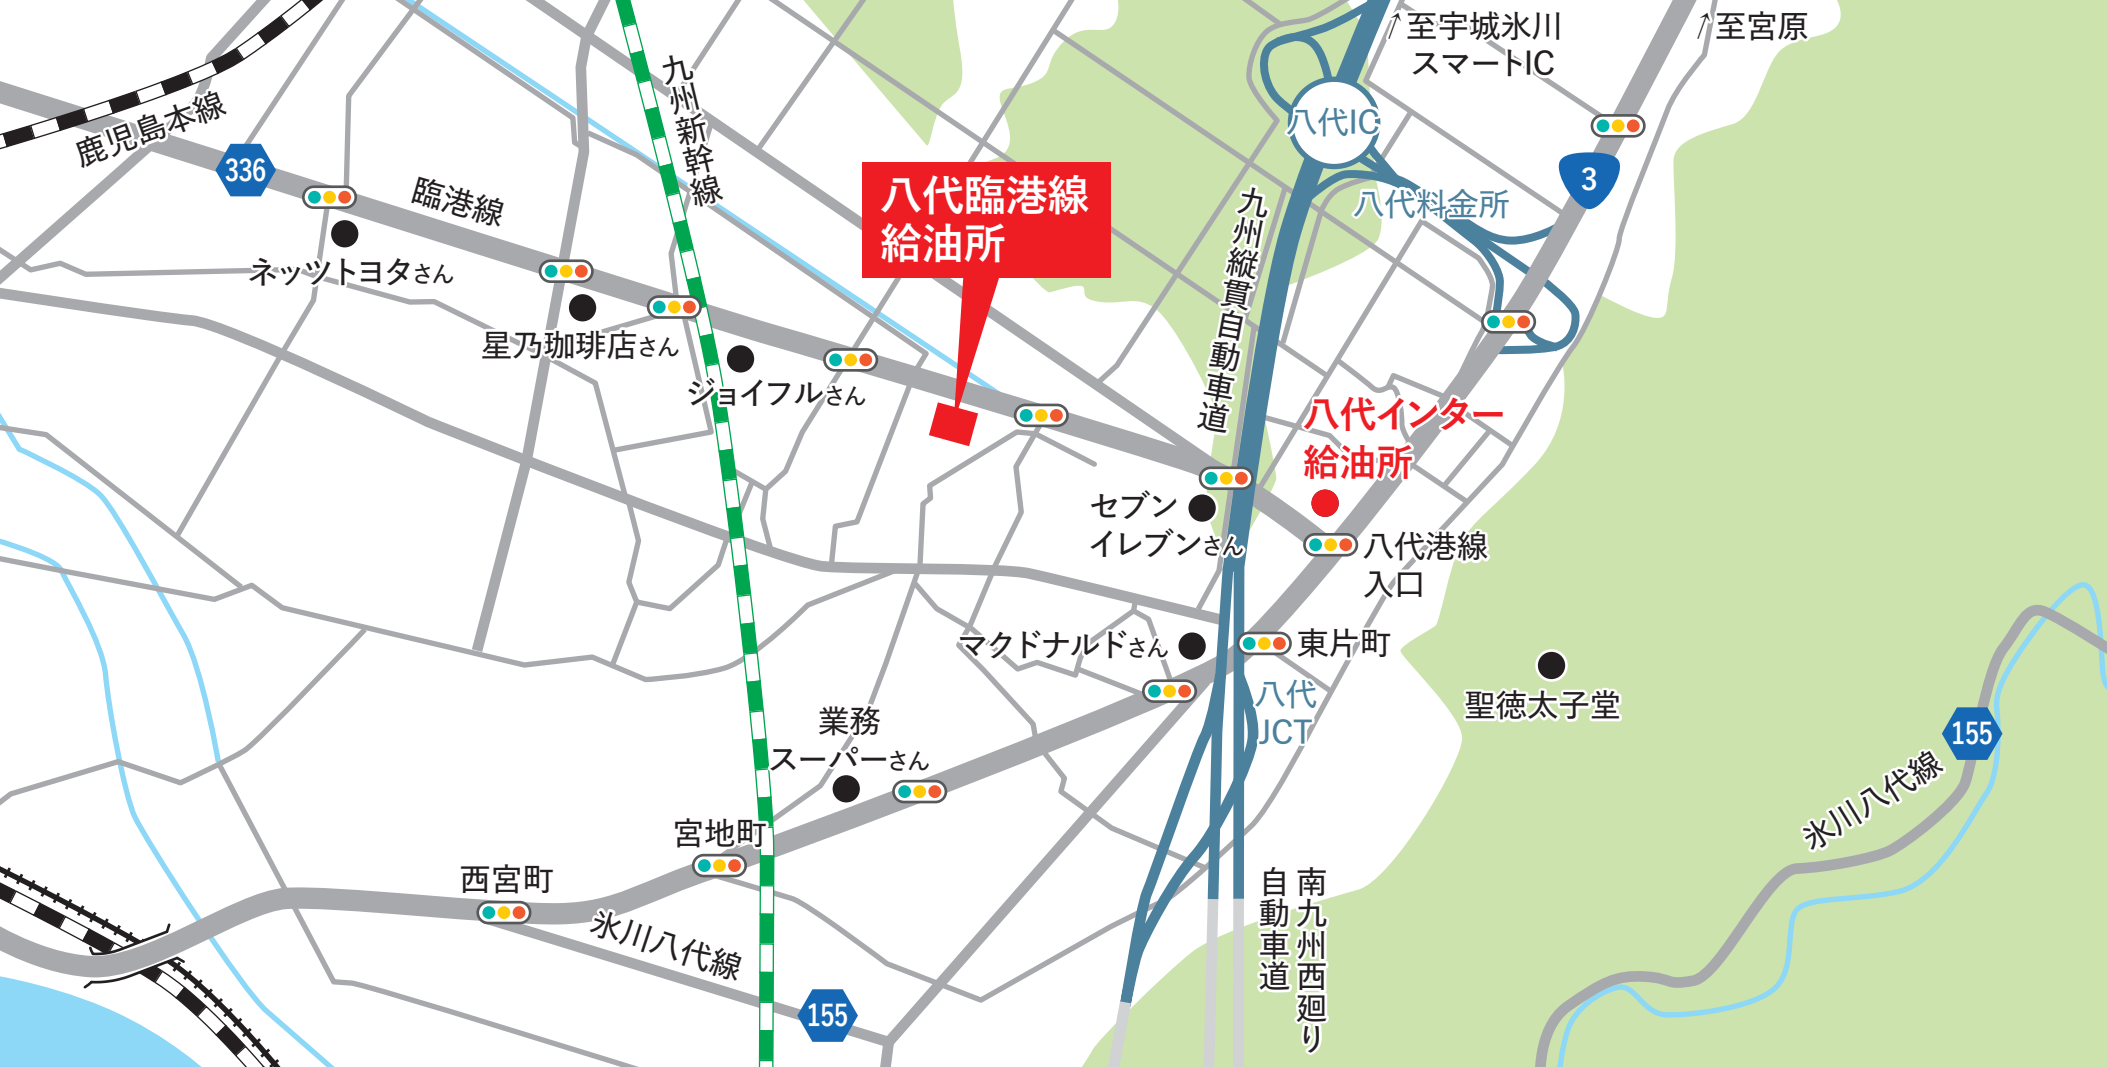 ↑至宇城氷川
スマートIC
↑至宮原
九州新幹線
鹿児島本線
八代IC
336
臨港線
八代臨港線
給油所
3
八代料金所
九州縦貫自動車道
ネッツトヨタさん
星乃珈琲店さん
ジョイフルさん
八代インター
給油所
セブン
イレブンさん
八代港線
入口
マクドナルドさん
東片町
八代
JCT
聖徳太子堂
業務
スーパーさん
155
氷川八代線
宮地町
西宮町
氷川八代線
155
南九州西廻り
自動車道